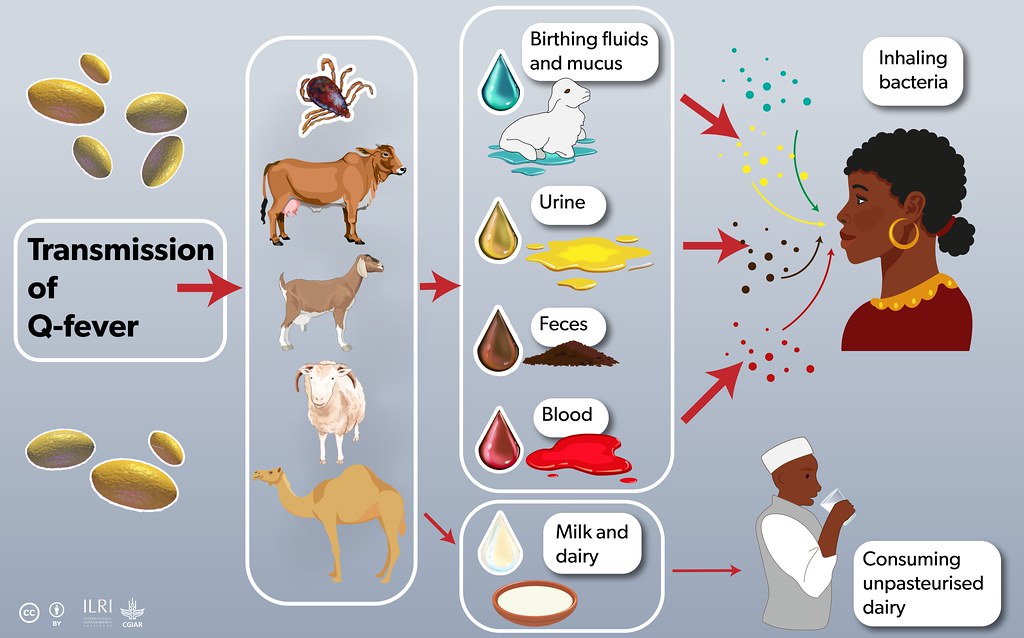 Transmission
of
Q-fever
Birthing fluids
and mucus
Urine
Feces
Blood
Milk and
dairy
Inhaling
bacteria
Consuming
unpasteurised
dairy
cc
BY
ILRI
CGIAR